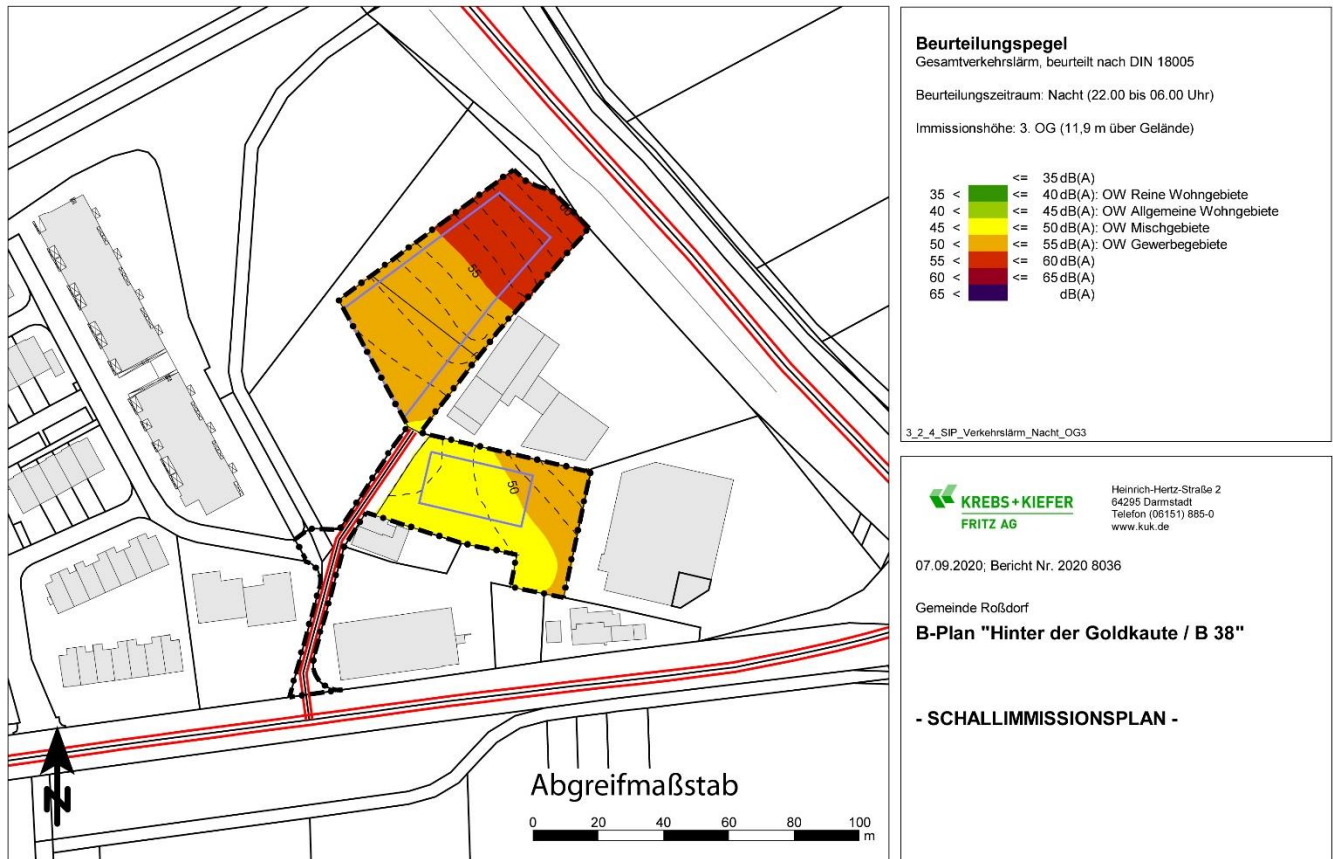 60
55
50
N
Abgreifmaßstab
0 20 40 60 80 100
m
Beurteilungspegel
Gesamtverkehrslärm, beurteilt nach DIN 18005
Beurteilungszeitraum: Nacht (22.00 bis 06.00 Uhr)
Immissionshöhe: 3. OG (11,9 m über Gelände)
<= 35 dB(A)
35 < <= 40 dB(A): OW Reine Wohngebiete
40 < <= 45 dB(A): OW Allgemeine Wohngebiete
45 < <= 50 dB(A): OW Mischgebiete
50 < <= 55 dB(A): OW Gewerbegebiete
55 < <= 60 dB(A)
60 < <= 65 dB(A)
65 < dB(A)
3_2_4_SIP_Verkehrslärm_Nacht_OG3
KREBS+KIEFER
FRITZ AG
Heinrich-Hertz-Straße 2
64295 Darmstadt
Telefon (06151) 885-0
www.kuk.de
07.09.2020; Bericht Nr. 2020 8036
Gemeinde Roßdorf
B-Plan "Hinter der Goldkaute / B 38"
- SCHALLIMMISSIONSPLAN -